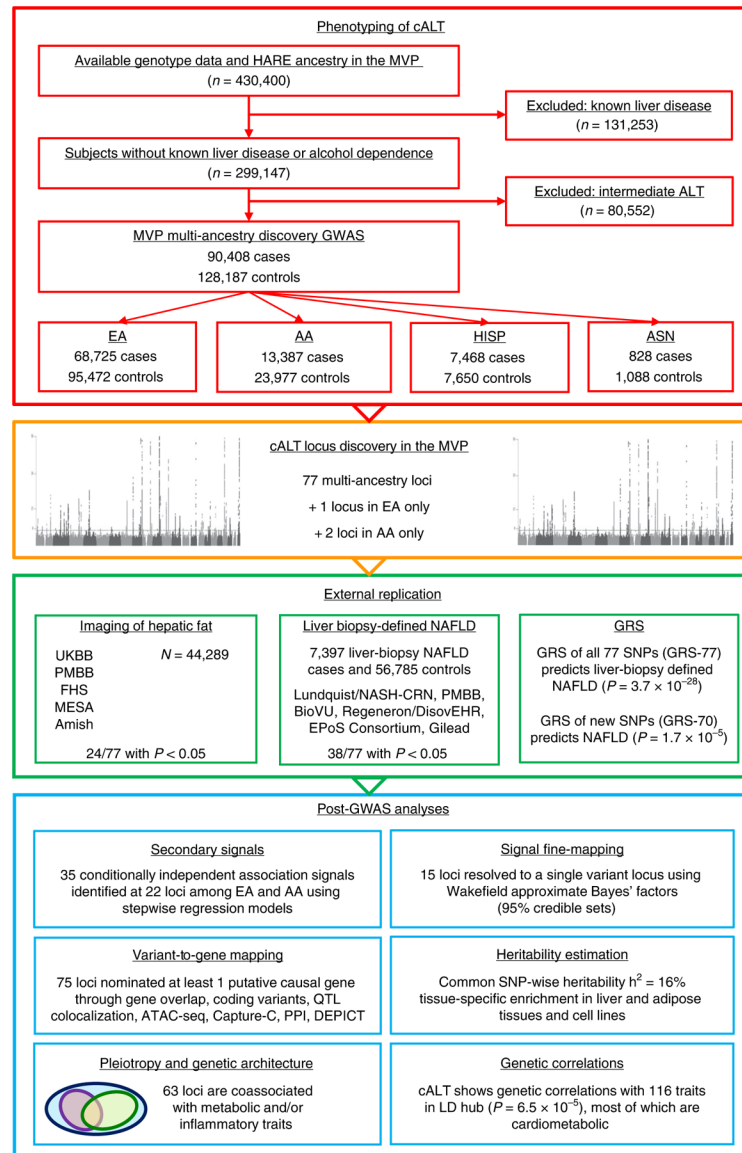 Phenotyping of cALT
Available genotype data and HARE ancestry in the MVP
(n = 430,400)
Excluded: known liver disease
(n = 131,253)
Subjects without known liver disease or alcohol dependence
(n = 299,147)
Excluded: intermediate ALT
(n = 80,552)
MVP multi-ancestry discovery GWAS
90,408 cases
128,187 controls
EA
68,725 cases
95,472 controls
AA
13,387 cases
23,977 controls
HISP
7,468 cases
7,650 controls
ASN
828 cases
1,088 controls
cALT locus discovery in the MVP
77 multi-ancestry loci
+ 1 locus in EA only
+ 2 loci in AA only
External replication
Imaging of hepatic fat
UKBB
N = 44,289
PMBB
FHS
MESA
Amish
24/77 with P < 0.05
Liver biopsy-defined NAFLD
7,397 liver-biopsy NAFLD
cases and 56,785 controls
Lundquist/NASH-CRN, PMBB,
BioVU, Regeneron/DisovEHR,
EPoS Consortium, Gilead
38/77 with P < 0.05
GRS
GRS of all 77 SNPs (GRS-77)
predicts liver-biopsy defined
NAFLD (P = 3.7 × 10⁻²⁸)
GRS of new SNPs (GRS-70)
predicts NAFLD (P = 1.7 × 10⁻⁵)
Post-GWAS analyses
Secondary signals
35 conditionally independent association signals
identified at 22 loci among EA and AA using
stepwise regression models
Signal fine-mapping
15 loci resolved to a single variant locus using
Wakefield approximate Bayes' factors
(95% credible sets)
Variant-to-gene mapping
75 loci nominated at least 1 putative causal gene
through gene overlap, coding variants, QTL
colocalization, ATAC-seq, Capture-C, PPI, DEPICT
Heritability estimation
Common SNP-wise heritability h² = 16%
tissue-specific enrichment in liver and adipose
tissues and cell lines
Pleiotropy and genetic architecture
63 loci are coassociated
with metabolic and/or
inflammatory traits
Genetic correlations
cALT shows genetic correlations with 116 traits
in LD hub (P = 6.5 × 10⁻⁵), most of which are
cardiometabolic